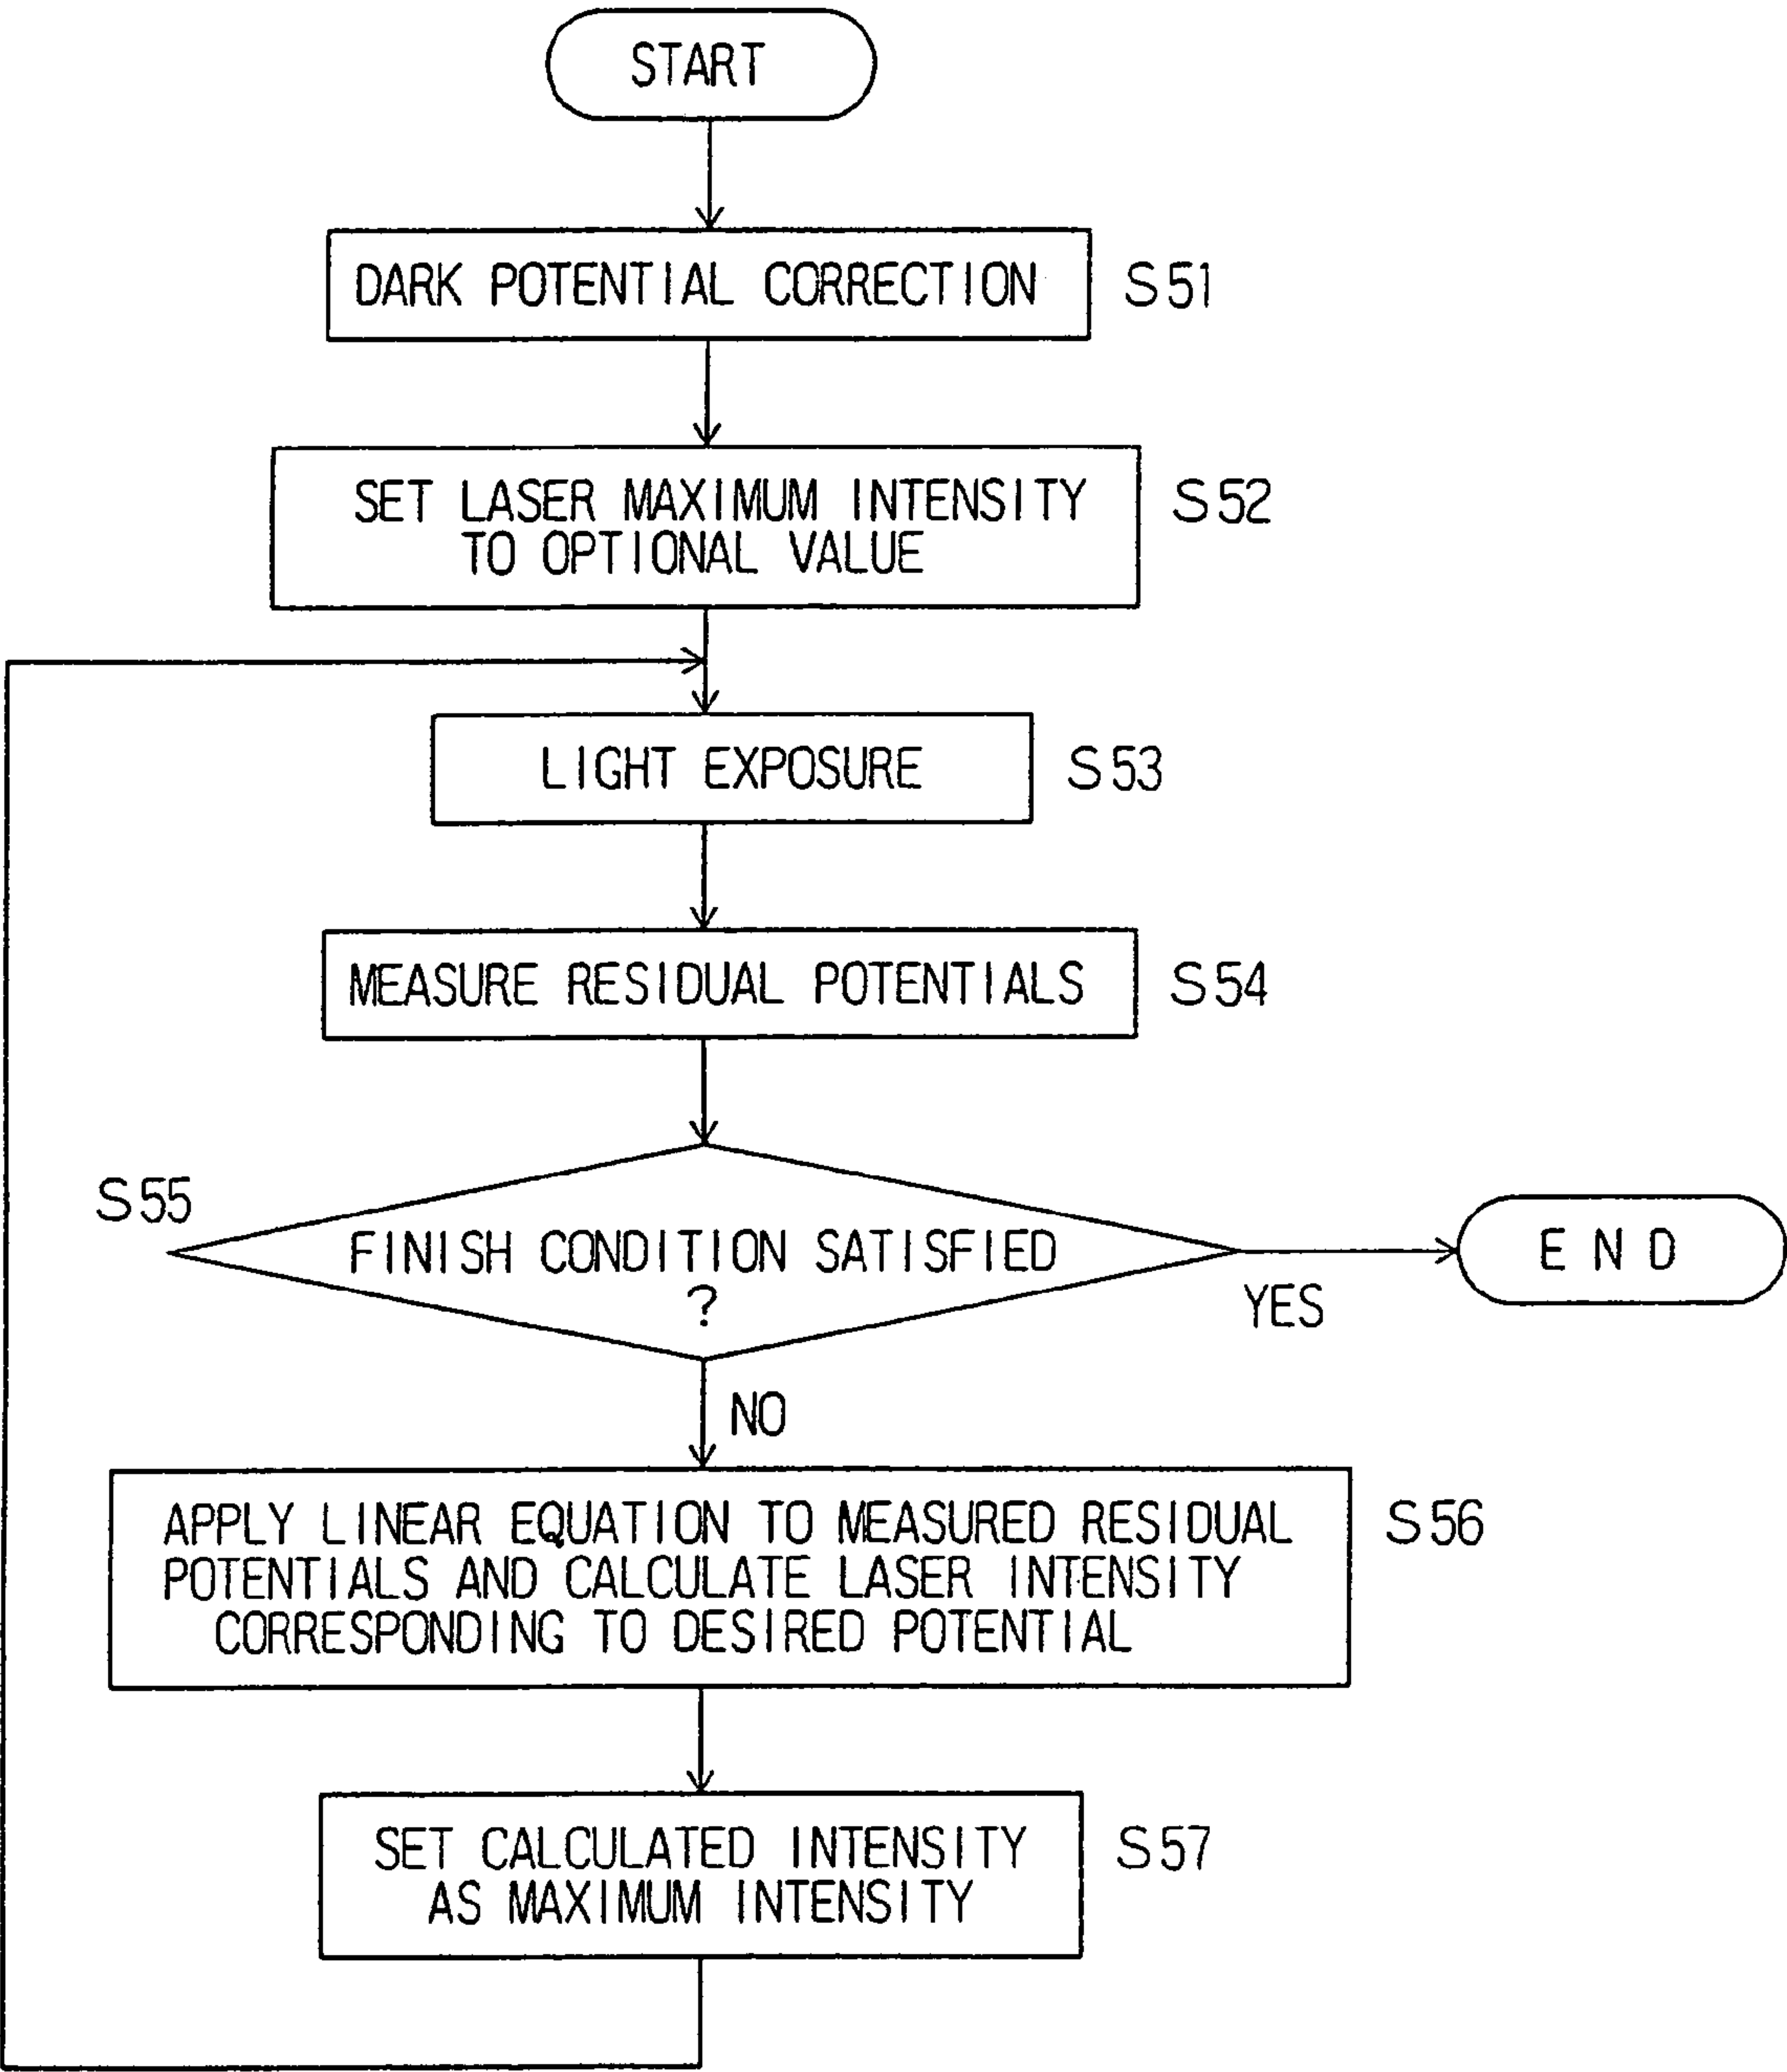 START
DARK POTENTIAL CORRECTION
S51
SET LASER MAXIMUM INTENSITY
TO OPTIONAL VALUE
S52
LIGHT EXPOSURE
S53
MEASURE RESIDUAL POTENTIALS
S54
S55
FINISH CONDITION SATISFIED
?
YES
END
NO
APPLY LINEAR EQUATION TO MEASURED RESIDUAL
POTENTIALS AND CALCULATE LASER INTENSITY
CORRESPONDING TO DESIRED POTENTIAL
S56
SET CALCULATED INTENSITY
AS MAXIMUM INTENSITY
S57